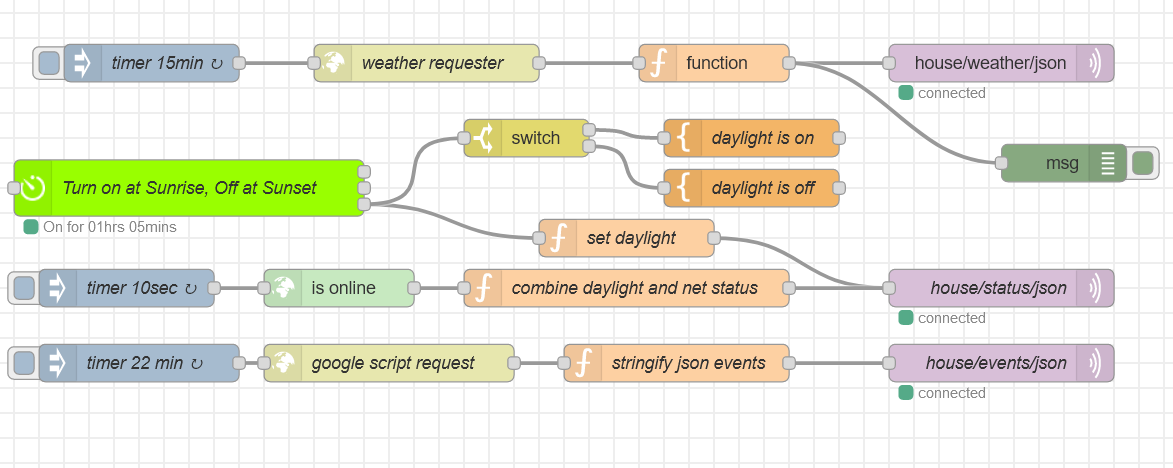 timer 15min ↻
weather requester
function
house/weather/json
connected
switch
daylight is on
msg
Turn on at Sunrise, Off at Sunset
daylight is off
On for 01hrs 05mins
set daylight
timer 10sec ↻
is online
combine daylight and net status
house/status/json
connected
timer 22 min ↻
google script request
stringify json events
house/events/json
connected